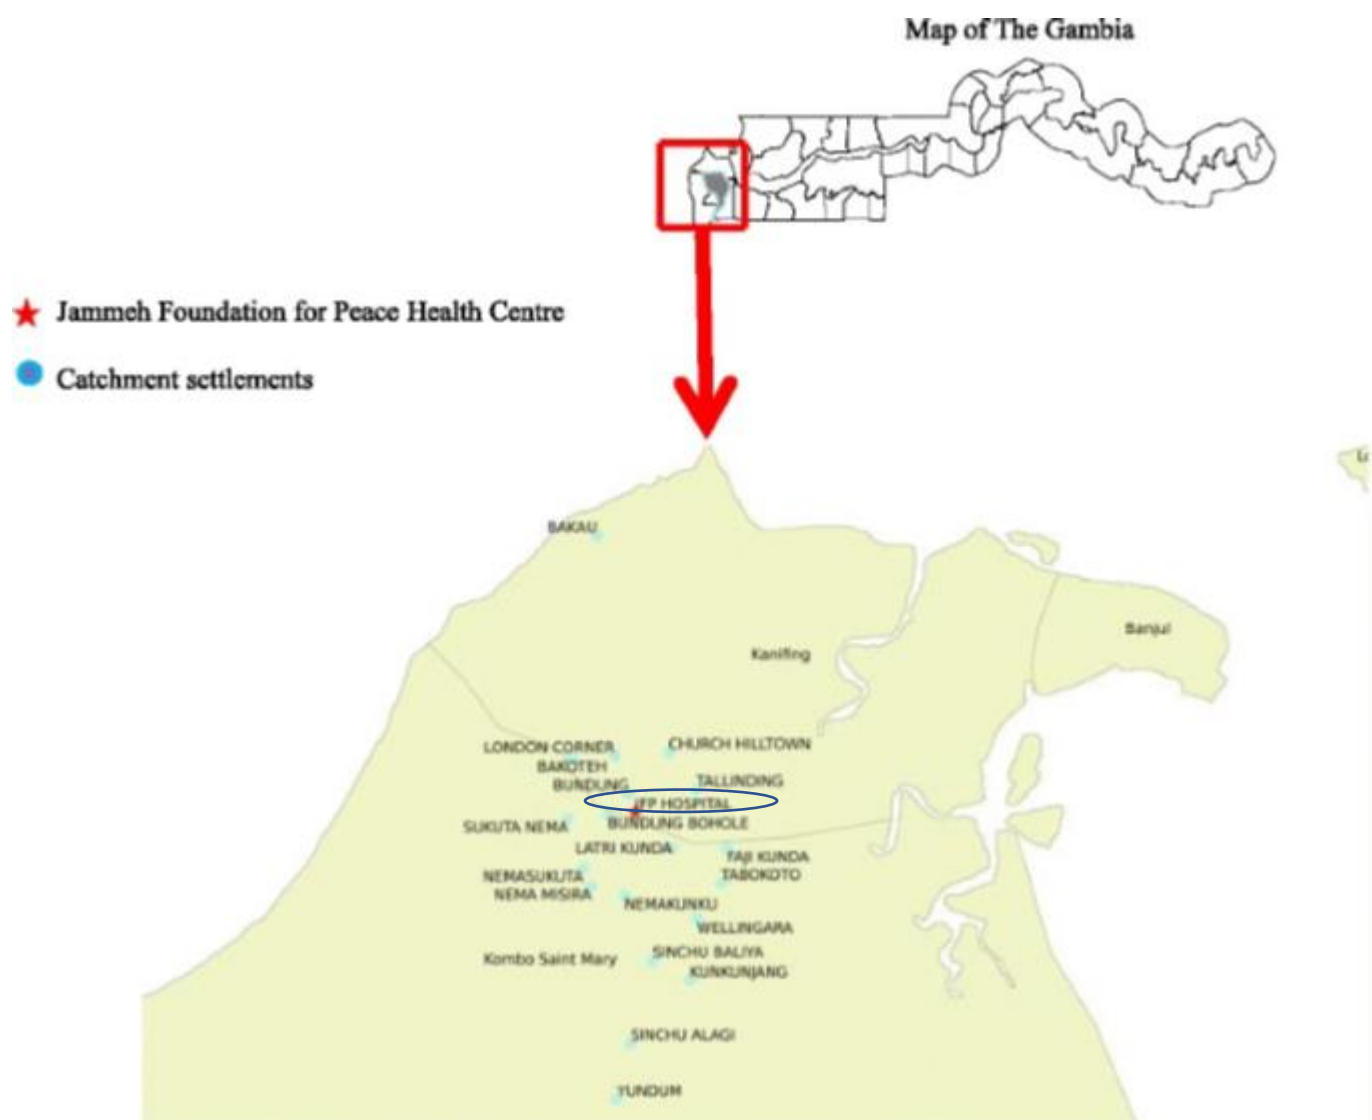 Map of The Gambia
Jammeh Foundation for Peace Health Centre
Catchment settlements
BAKAU
Banjul
Kanifing
LONDON CORNER
CHURCH HILLTOWN
BAKOTEH
BUNDUNG
TALLINDING
JFP HOSPITAL
SUKUTA NEMA
BUNDUNG BOHOLE
LATRI KUNDA
FAJI KUNDA
NEMASUKUTA
TABOKOTO
NEMA MISIRA
NEMAKUNKU
WELLINGARA
Kombo Saint Mary
SINCHU BALIYA
KUNKUNJANG
SINCHU ALAGI
YUNDUM